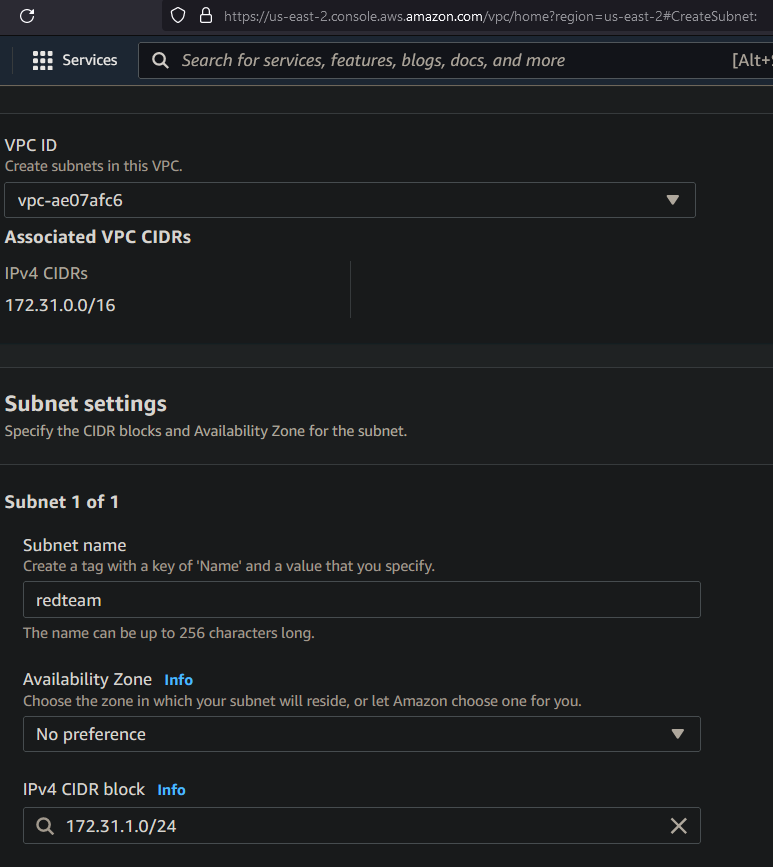 https://us-east-2.console.aws.amazon.com/vpc/home?region=us-east-2#CreateSubnet:
Services
Search for services, features, blogs, docs, and more
[Alt+S
VPC ID
Create subnets in this VPC.
vpc-ae07afc6
Associated VPC CIDRs
IPv4 CIDRs
172.31.0.0/16
Subnet settings
Specify the CIDR blocks and Availability Zone for the subnet.
Subnet 1 of 1
Subnet name
Create a tag with a key of 'Name' and a value that you specify.
redteam
The name can be up to 256 characters long.
Availability Zone Info
Choose the zone in which your subnet will reside, or let Amazon choose one for you.
No preference
IPv4 CIDR block Info
172.31.1.0/24